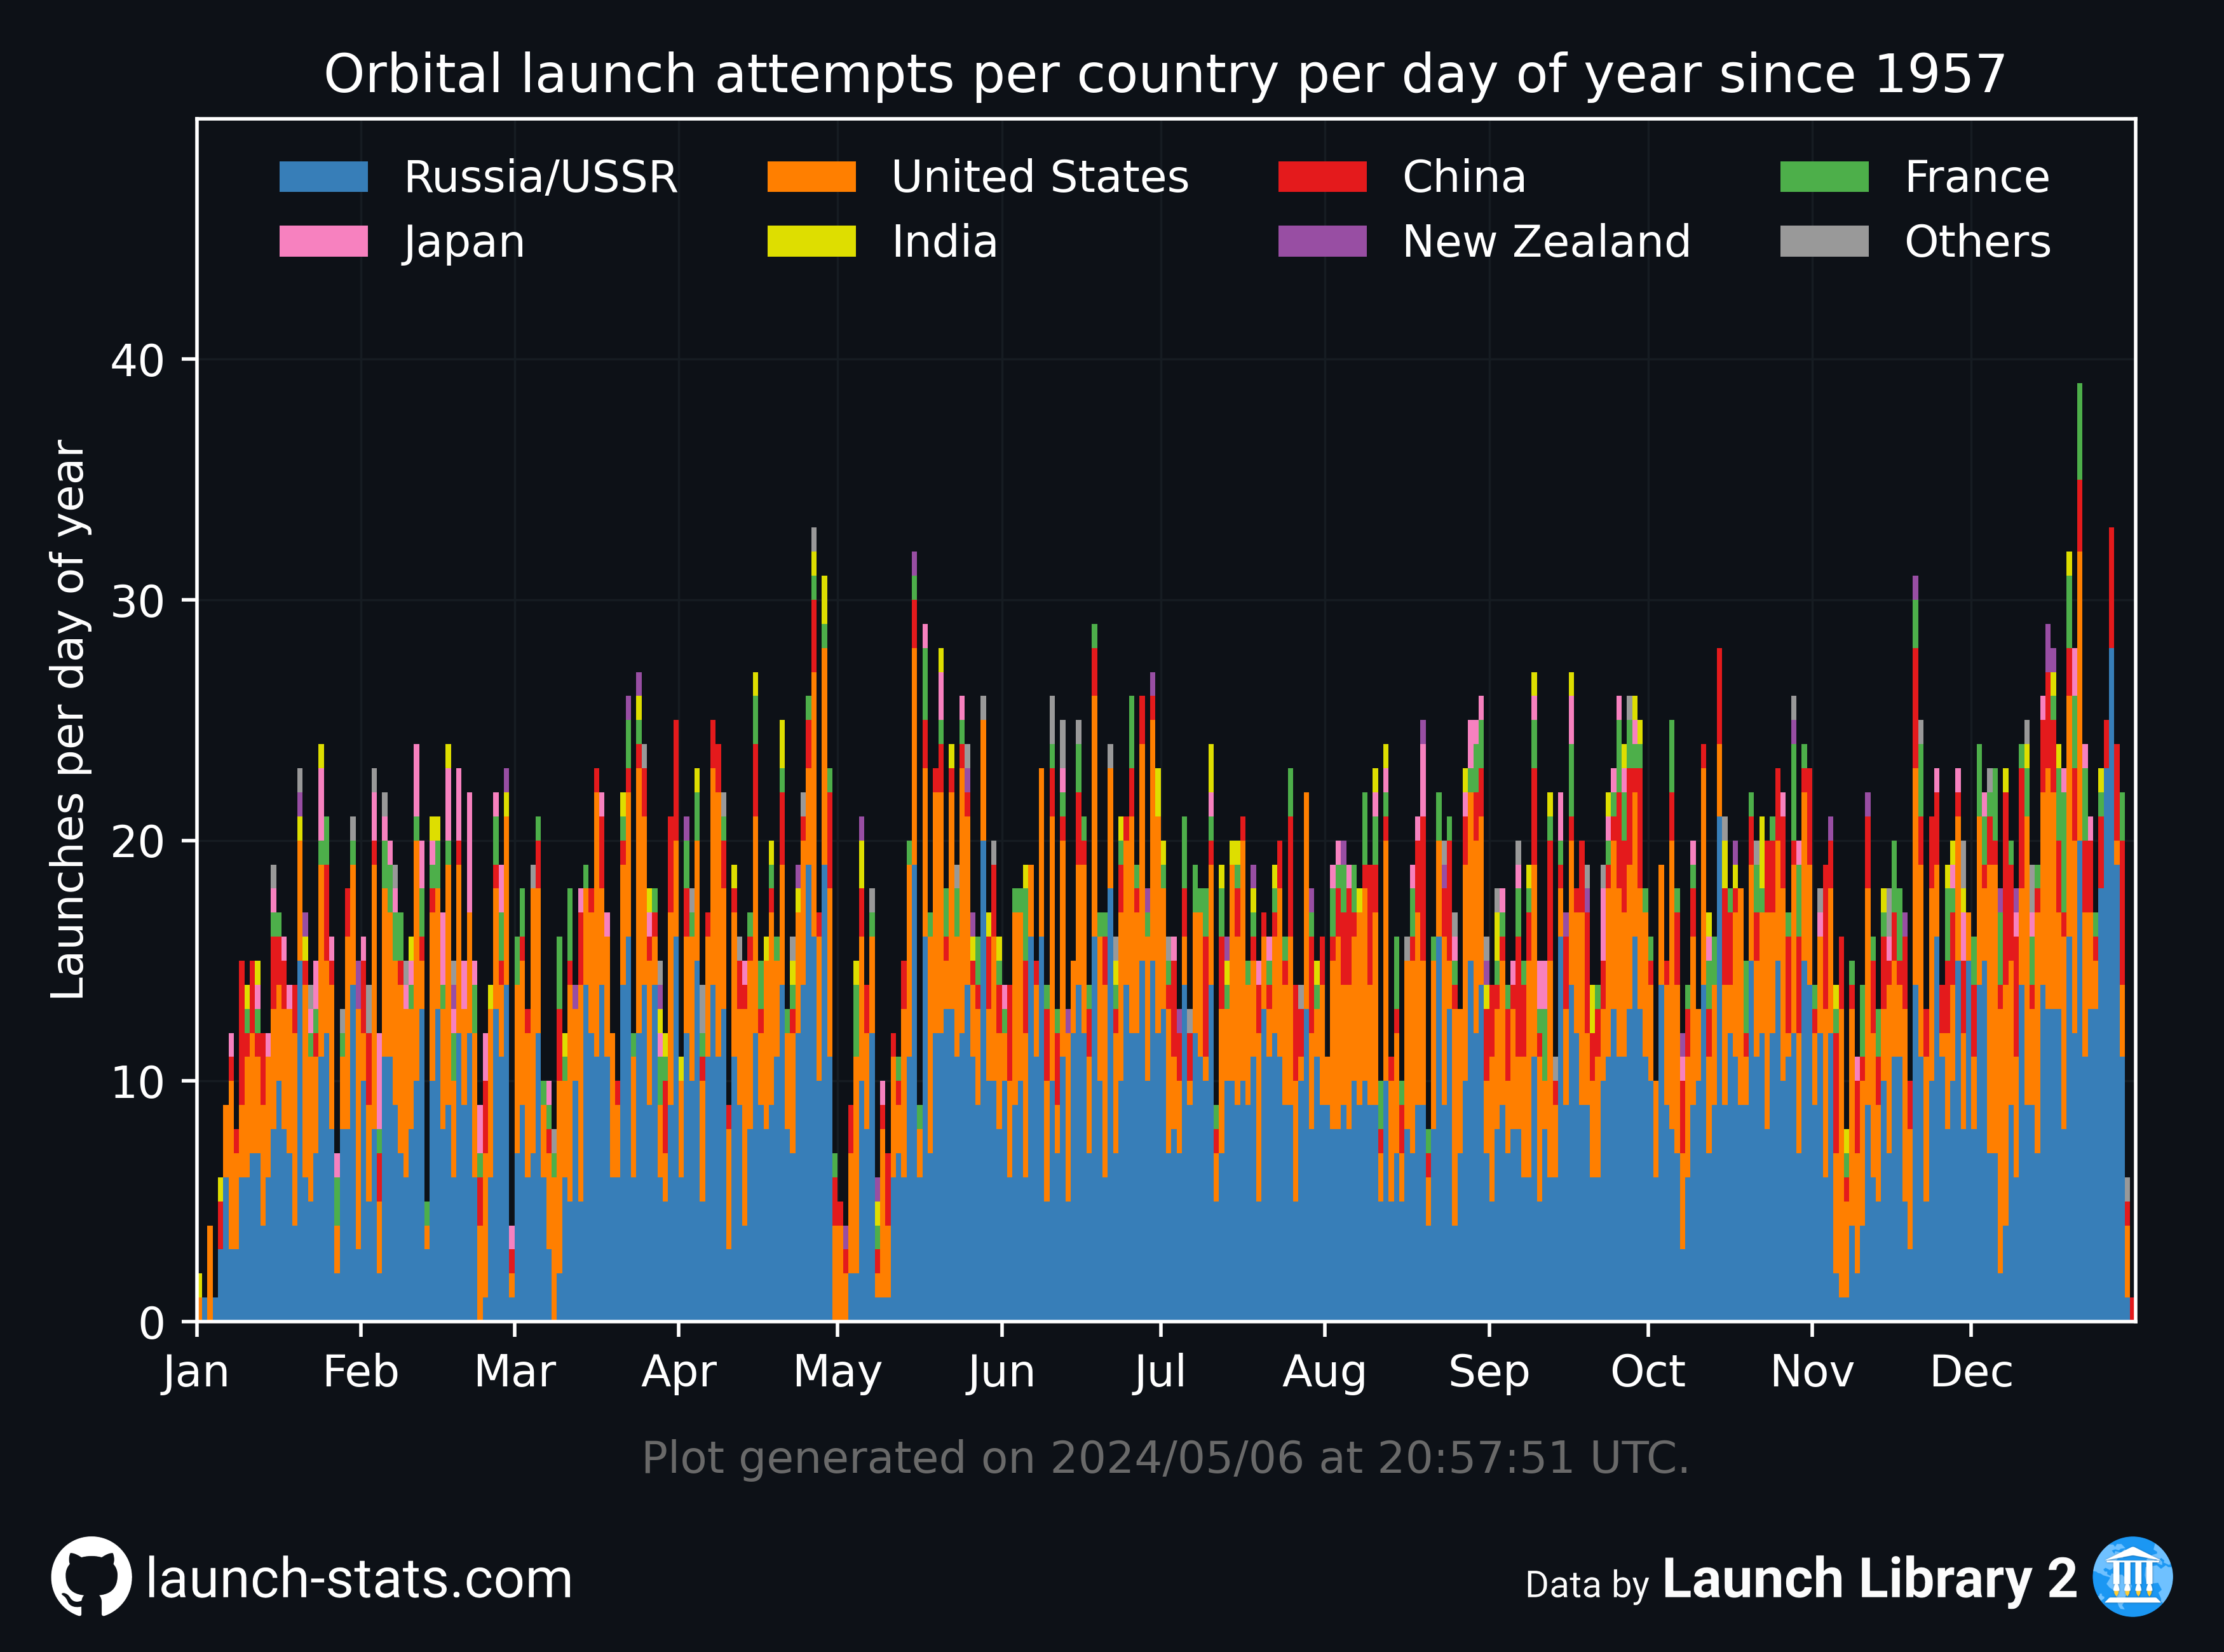 Orbital launch attempts per country per day of year since 1957
Russia/USSR United States China France
Japan India New Zealand Others
Launches per day of year
40
30
20
10
0
Jan Feb Mar Apr May Jun Jul Aug Sep Oct Nov Dec
Plot generated on 2024/05/06 at 20:57:51 UTC.
launch-stats.com
Data by Launch Library 2